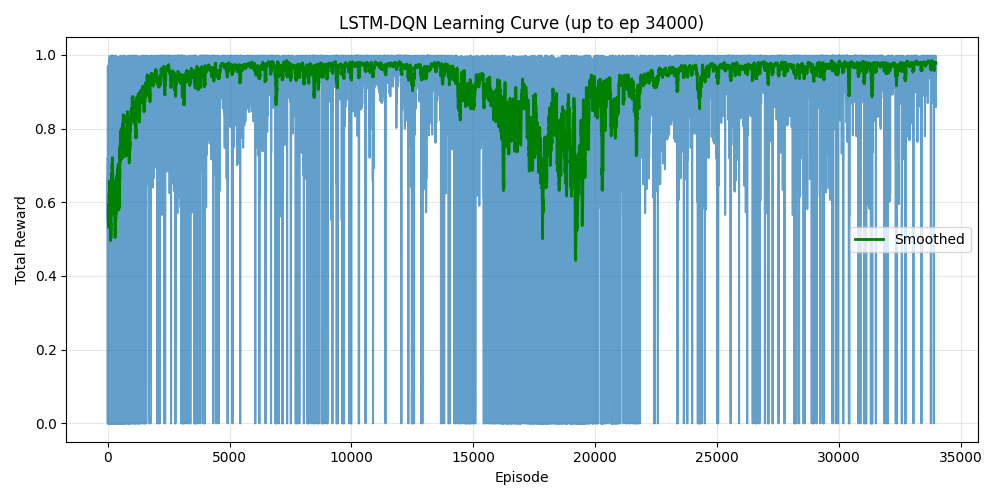 LSTM-DQN Learning Curve (up to ep 34000)
Total Reward
1.0
0.8
0.6
0.4
0.2
0.0
Smoothed
0 5000 10000 15000 20000 25000 30000 35000
Episode